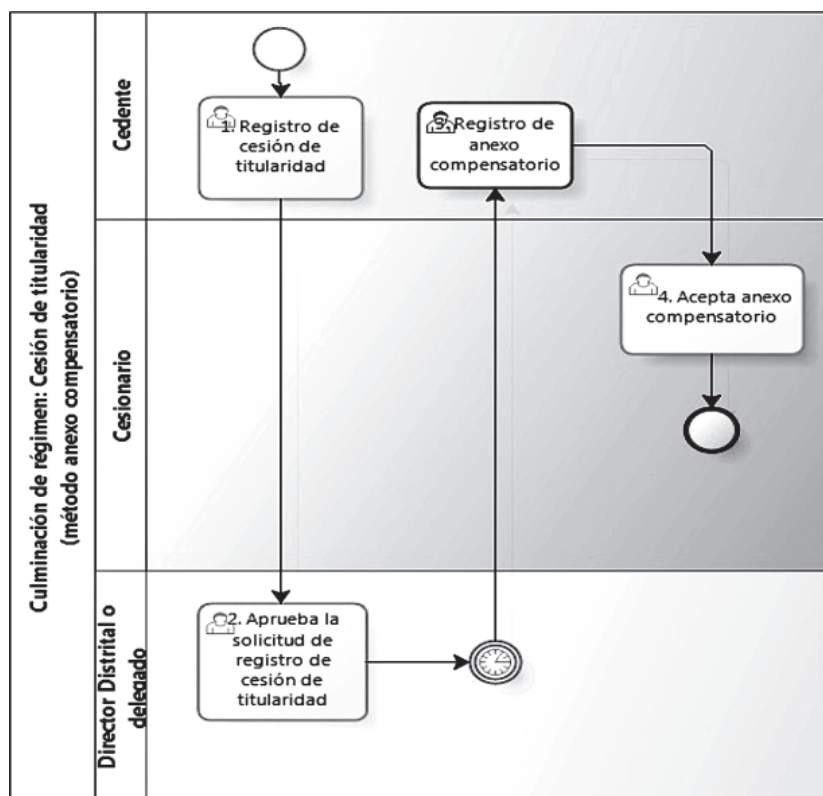 Culminación de régimen: Cesión de titularidad
(método anexo compensatorio)
Cedente
1. Registro de
cesión de
titularidad
3. Registro de
anexo
compensatorio
Cesionario
4. Acepta anexo
compensatorio
Director Distrital o
delegado
2. Aprueba la
solicitud de
registro de
cesión de
titularidad